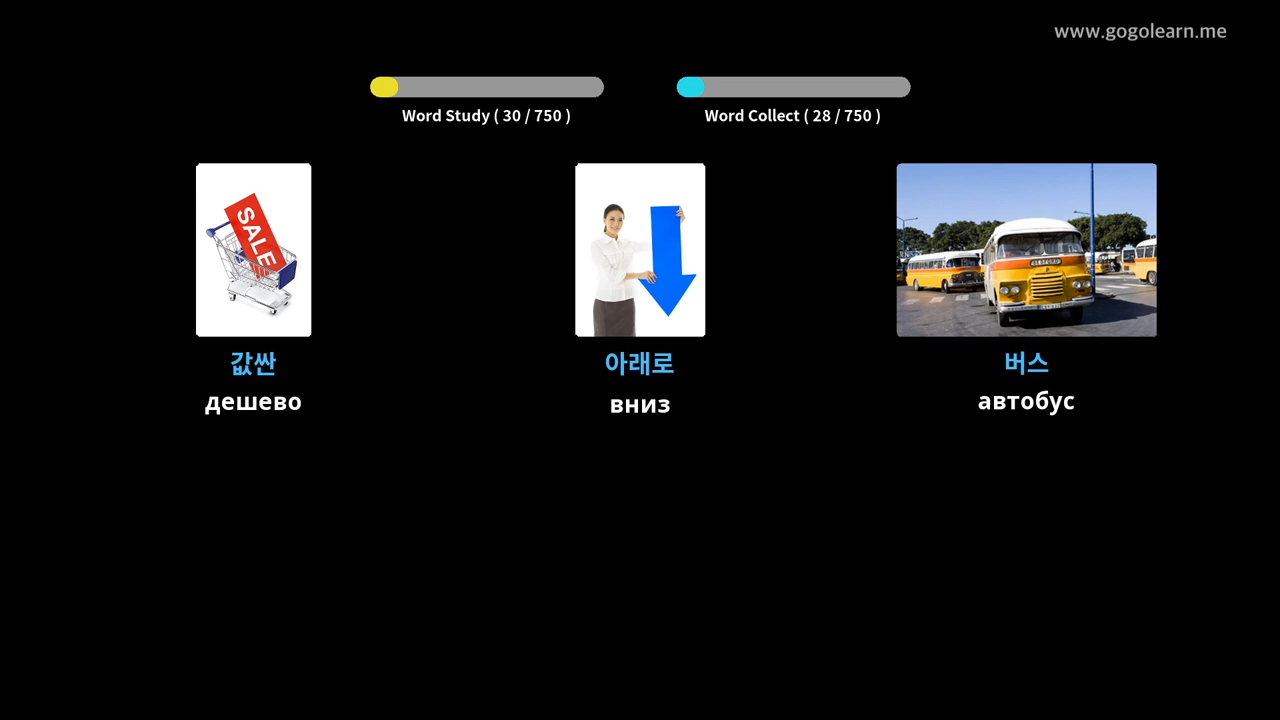 www.gogolearn.me
Word Study ( 30 / 750 )
Word Collect ( 28 / 750 )
SALE
BEDFORD
값싼
아래로
버스
дешево
вниз
автобус